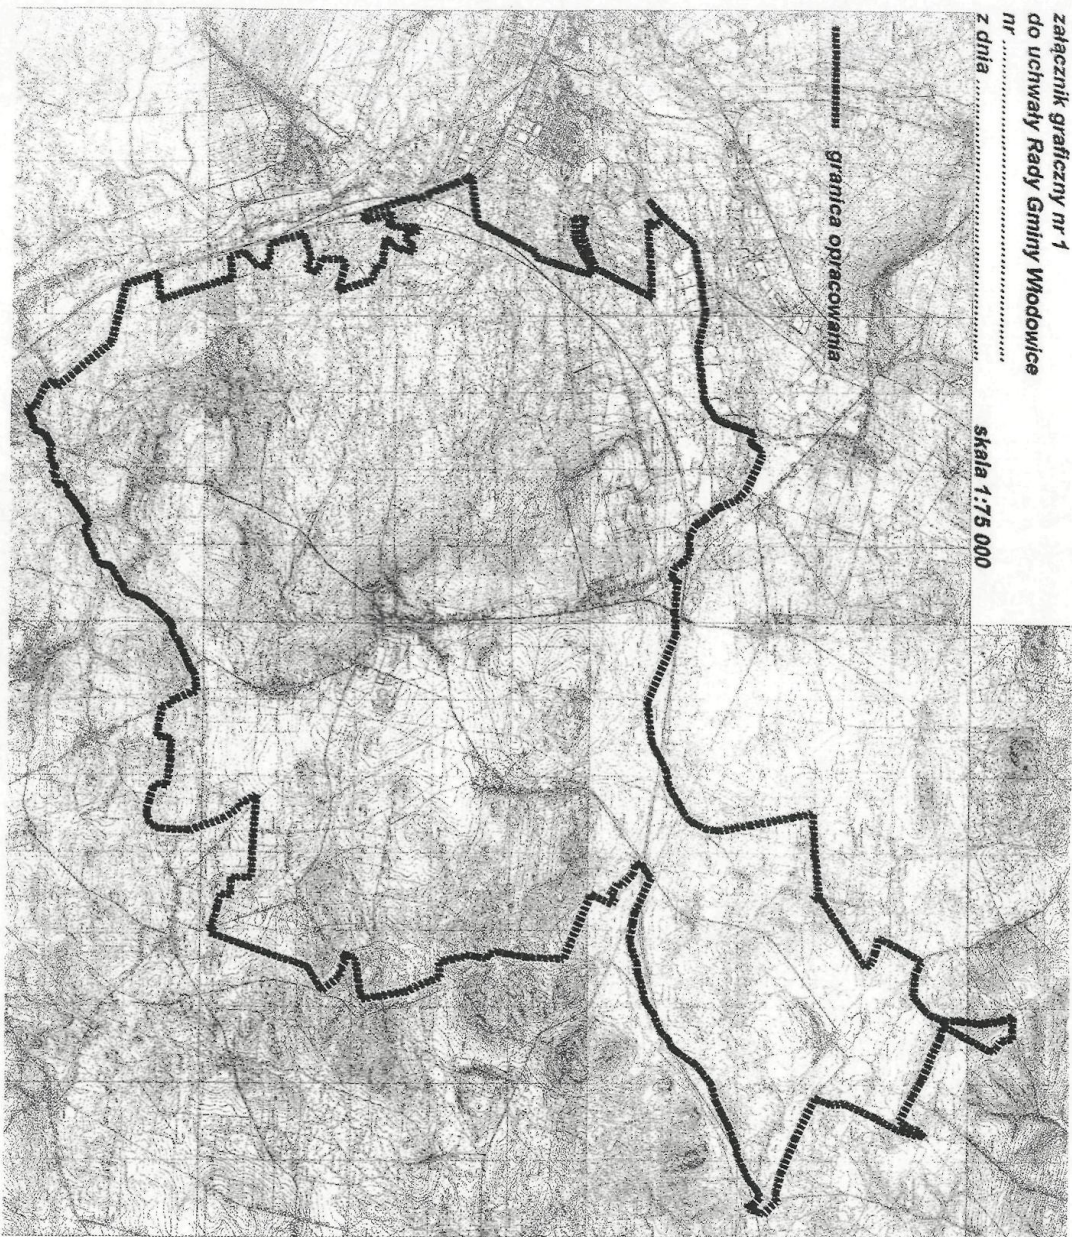 załącznik graficzny nr 1
do uchwały Rady Gminy Włodowice
nr ................................................
z dnia ................................................
skala 1:75 000
granica opracowania